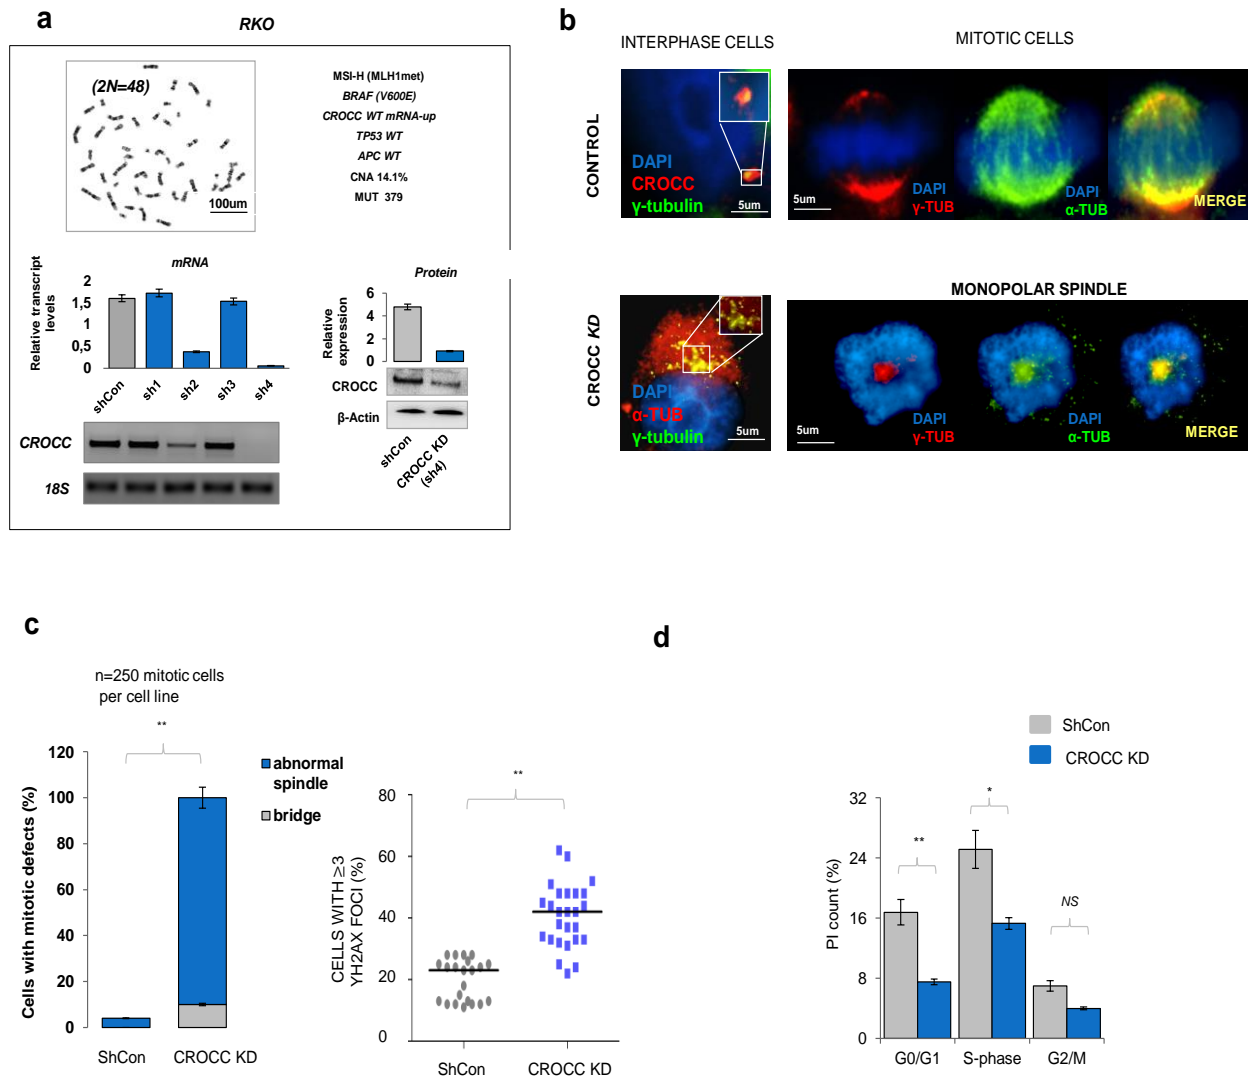 a
RKO
(2N=48)
100um
MSI-H (MLH1met)
BRAF (V600E)
CROCC WT mRNA-up
TP53 WT
APC WT
CNA 14.1%
MUT 379
mRNA
Relative transcript
levels
2
1,5
1
0,5
0
shCon
sh1
sh2
sh3
sh4
CROCC
18S
Protein
Relative
expression
6
4
2
0
CROCC
β-Actin
shCon
CROCC KD
(sh4)
b
INTERPHASE CELLS
MITOTIC CELLS
CONTROL
DAPI
CROCC
γ-tubulin
5um
5um
DAPI
γ-TUB
DAPI
α-TUB
MERGE
MONOPOLAR SPINDLE
CROCC KD
DAPI
α-TUB
γ-tubulin
5um
5um
DAPI
γ-TUB
DAPI
α-TUB
MERGE
c
n=250 mitotic cells
per cell line
**
Cells with mitotic defects (%)
120
100
80
60
40
20
0
ShCon
CROCC KD
abnormal
spindle
bridge
**
CELLS WITH ≥3
YH2AX FOCI (%)
80
60
40
20
0
ShCon
CROCC KD
d
ShCon
CROCC KD
PI count (%)
32
24
16
8
0
**
*
NS
G0/G1
S-phase
G2/M